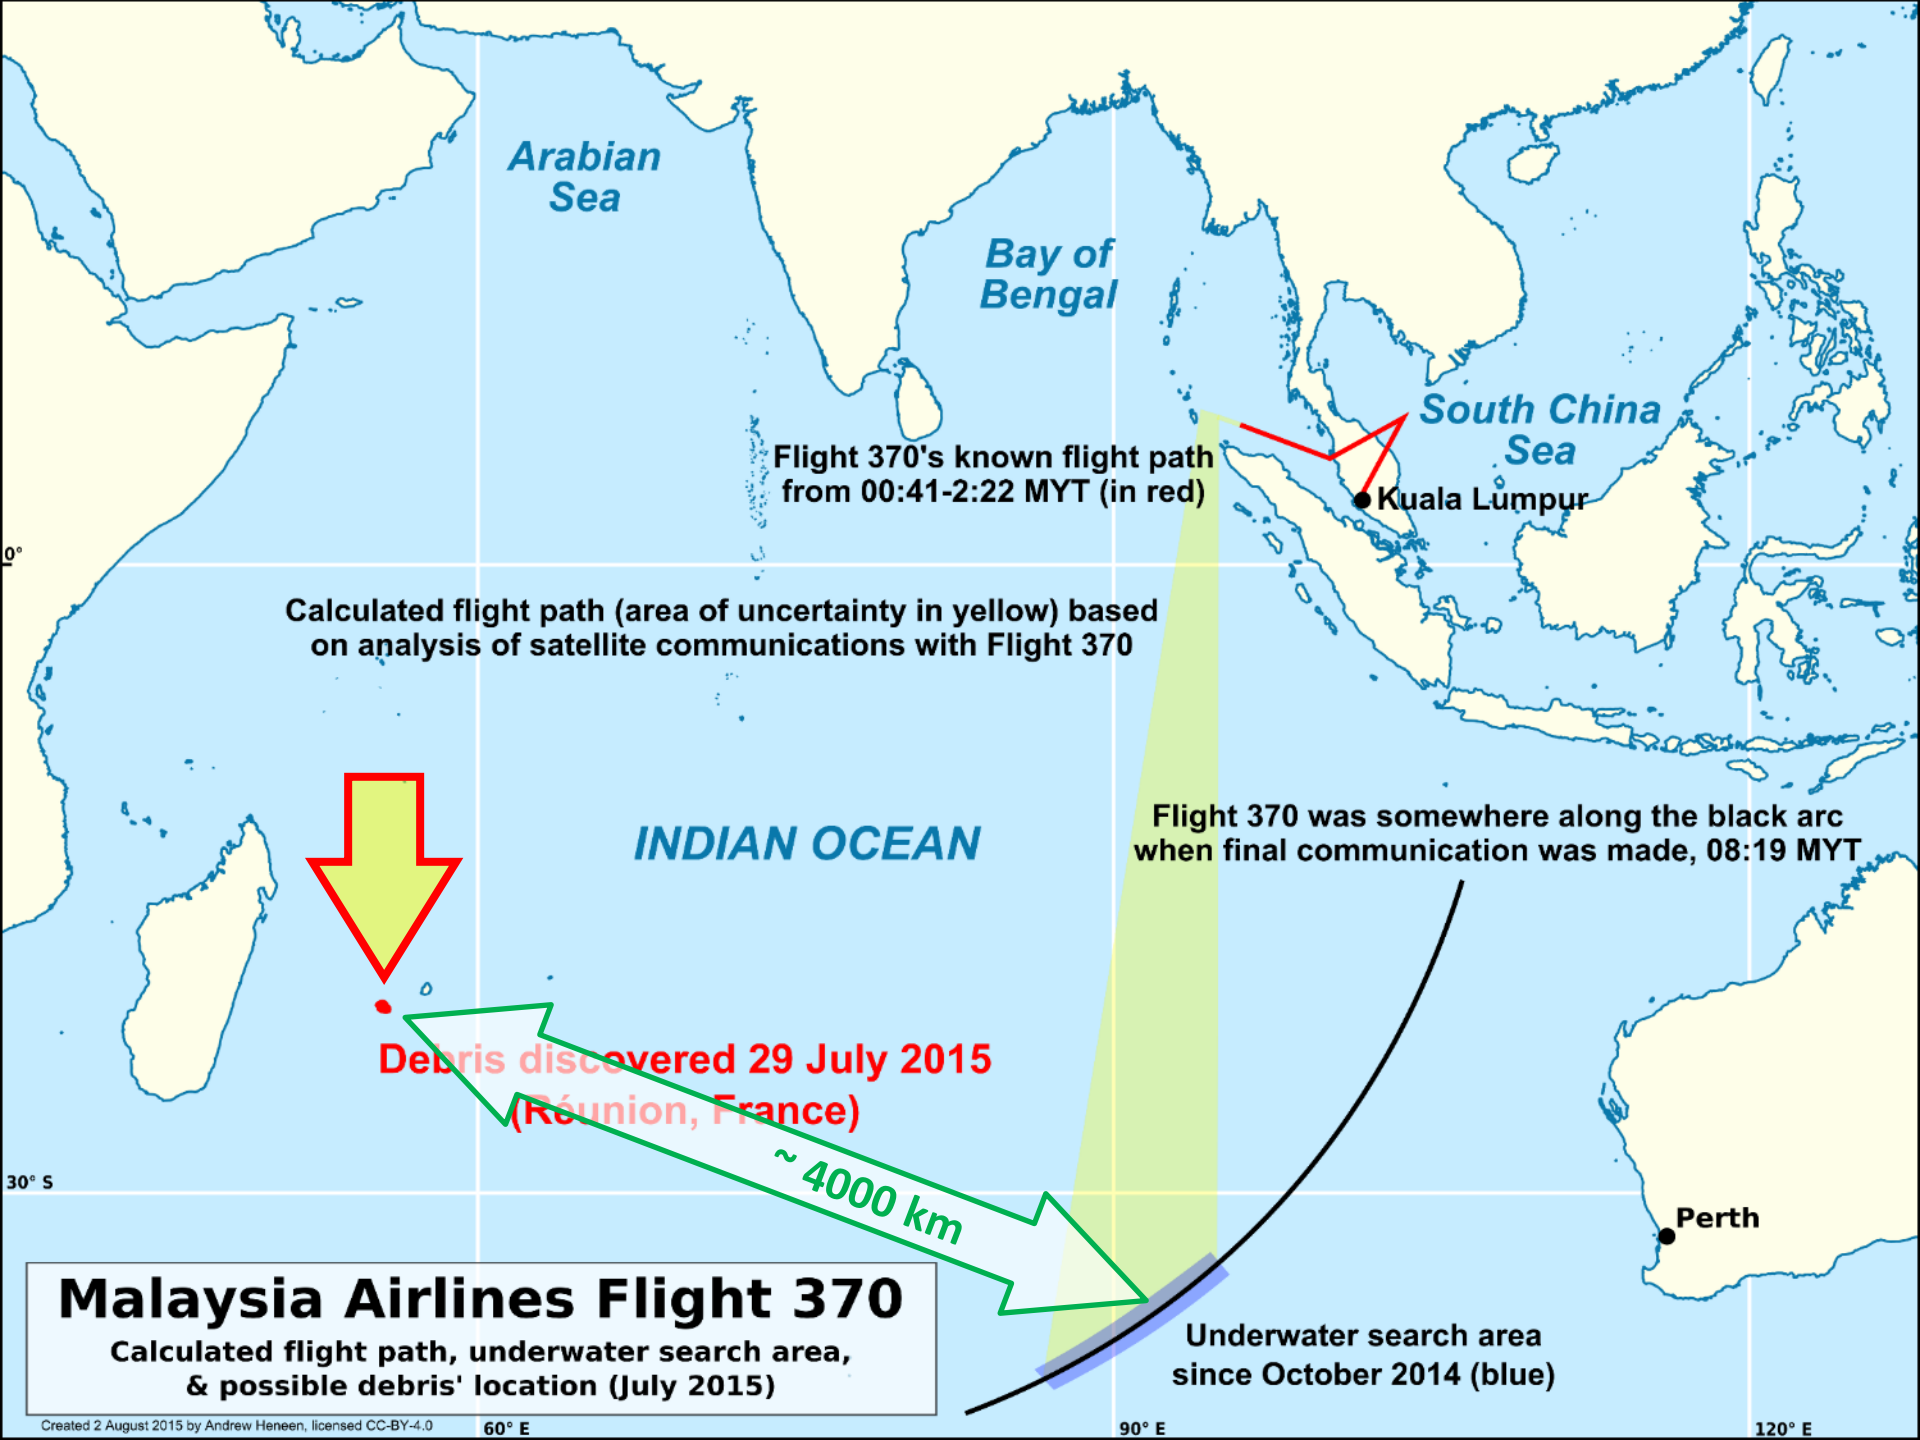 Arabian
Sea
Bay of
Bengal
South China
Sea
Flight 370's known flight path
from 00:41-2:22 MYT (in red)
Kuala Lumpur
0°
Calculated flight path (area of uncertainty in yellow) based
on analysis of satellite communications with Flight 370
INDIAN OCEAN
Flight 370 was somewhere along the black arc
when final communication was made, 08:19 MYT
Debris discovered 29 July 2015
(Réunion, France)
~ 4000 km
30° S
Perth
Malaysia Airlines Flight 370
Calculated flight path, underwater search area,
& possible debris' location (July 2015)
Underwater search area
since October 2014 (blue)
Created 2 August 2015 by Andrew Heneen, licensed CC-BY-4.0
60° E
90° E
120° E